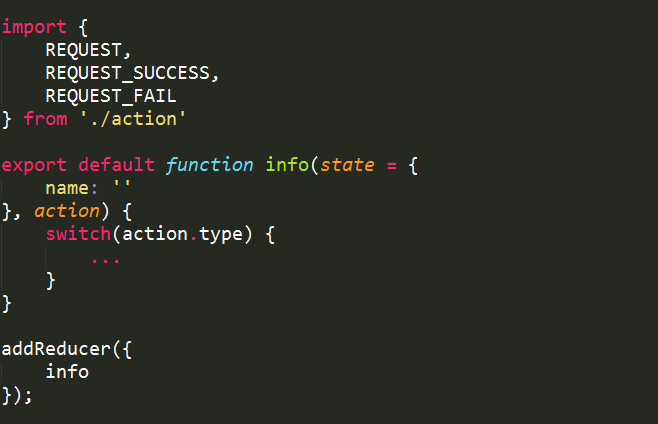 import {
    REQUEST,
    REQUEST_SUCCESS,
    REQUEST_FAIL
} from './action'

export default function info(state = {
    name: ''
}, action) {
    switch(action.type) {
        ...
    }
}

addReducer({
    info
});